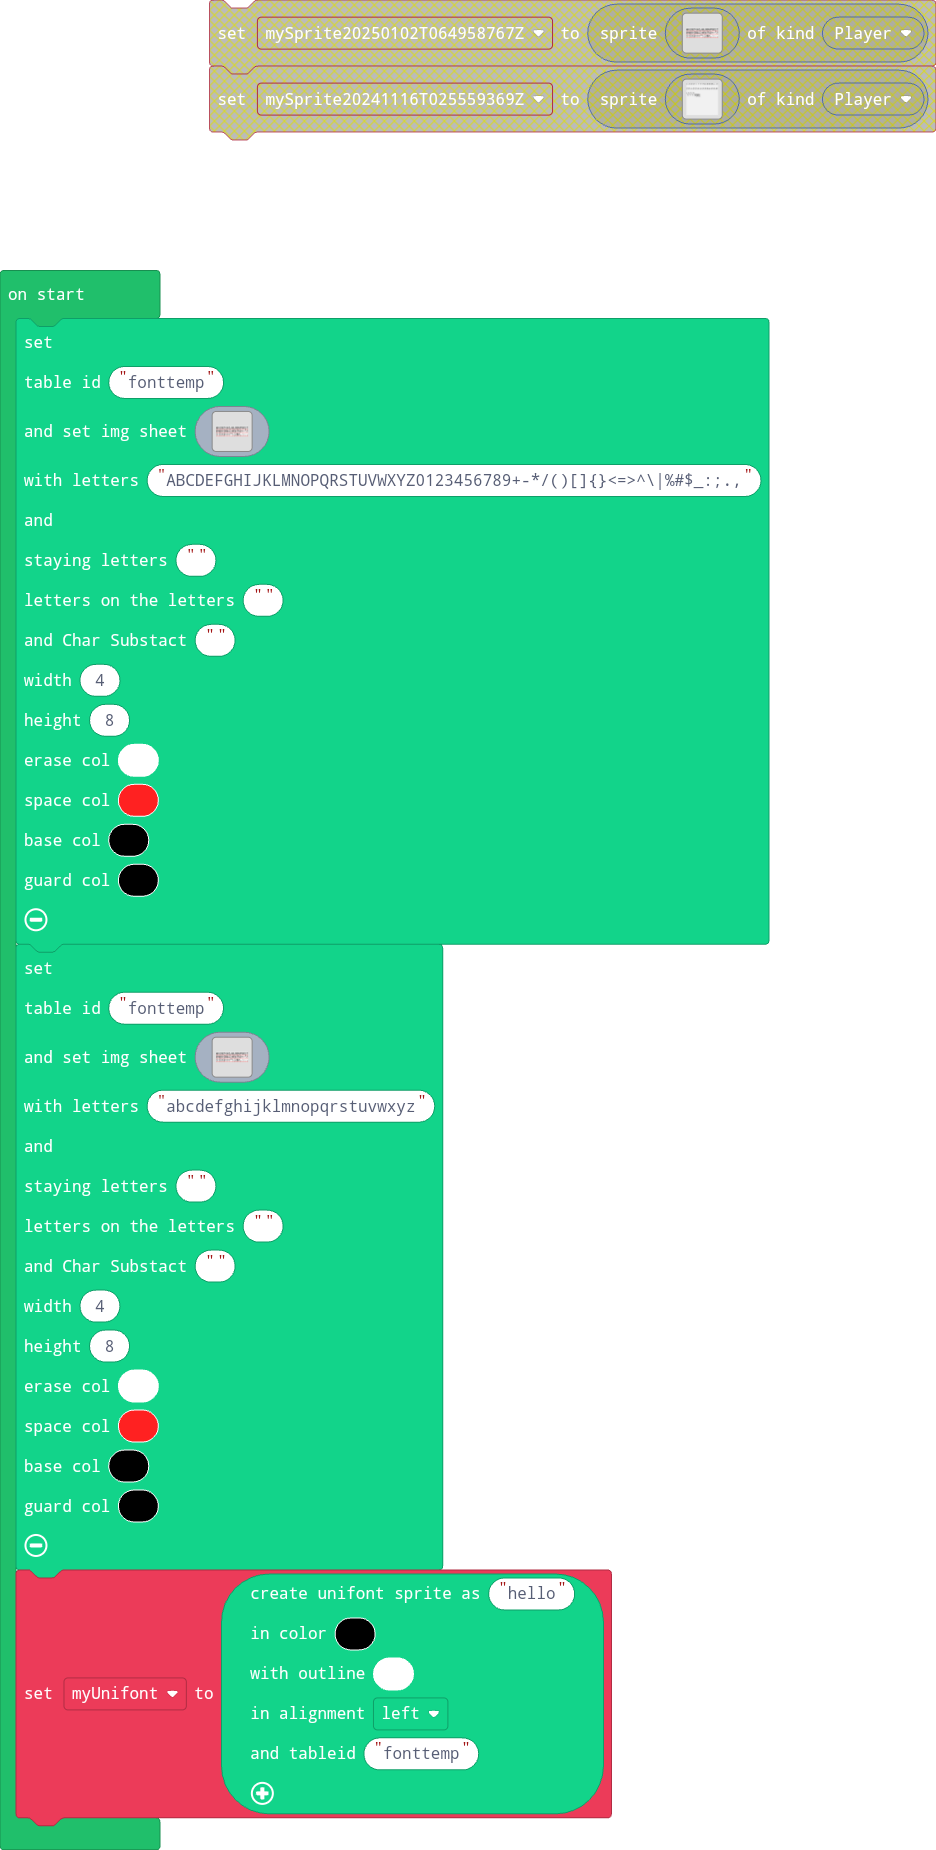 set mySprite20250102T064958767Z to sprite of kind Player
set mySprite20241116T025559369Z to sprite of kind Player
on start
set
table id "fonttemp"
and set img sheet
with letters "ABCDEFGHIJKLMNOPQRSTUVWXYZ0123456789+-*/()[]{}<=>^\|%#$_:;.,"
and
staying letters ""
letters on the letters ""
and Char Substact ""
width 4
height 8
erase col
space col
base col
guard col
set
table id "fonttemp"
and set img sheet
with letters "abcdefghijklmnopqrstuvwxyz"
and
staying letters ""
letters on the letters ""
and Char Substact ""
width 4
height 8
erase col
space col
base col
guard col
create unifont sprite as "hello"
in color
with outline
set myUnifont to
in alignment left
and tableid "fonttemp"